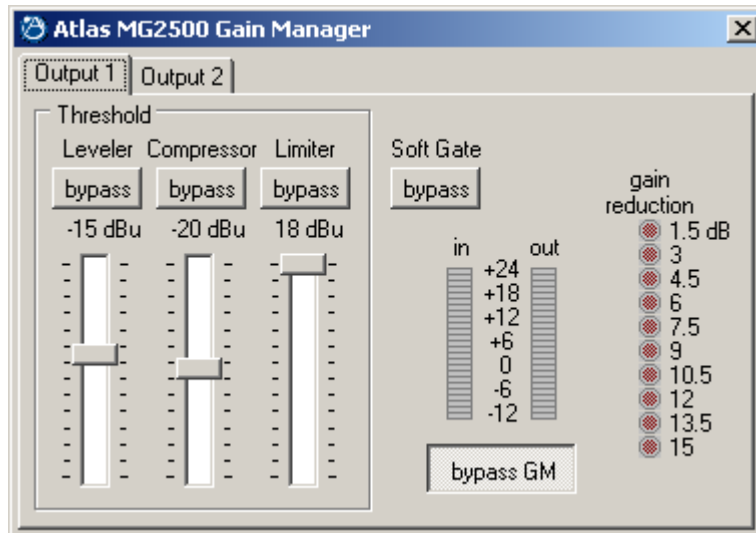 Atlas MG2500 Gain Manager
Output 1
Output 2
Threshold
Leveler
Compressor
Limiter
bypass
bypass
bypass
-15 dBu
-20 dBu
18 dBu
Soft Gate
bypass
in
out
+24
+18
+12
+6
0
-6
-12
bypass GM
gain
reduction
1.5 dB
3
4.5
6
7.5
9
10.5
12
13.5
15